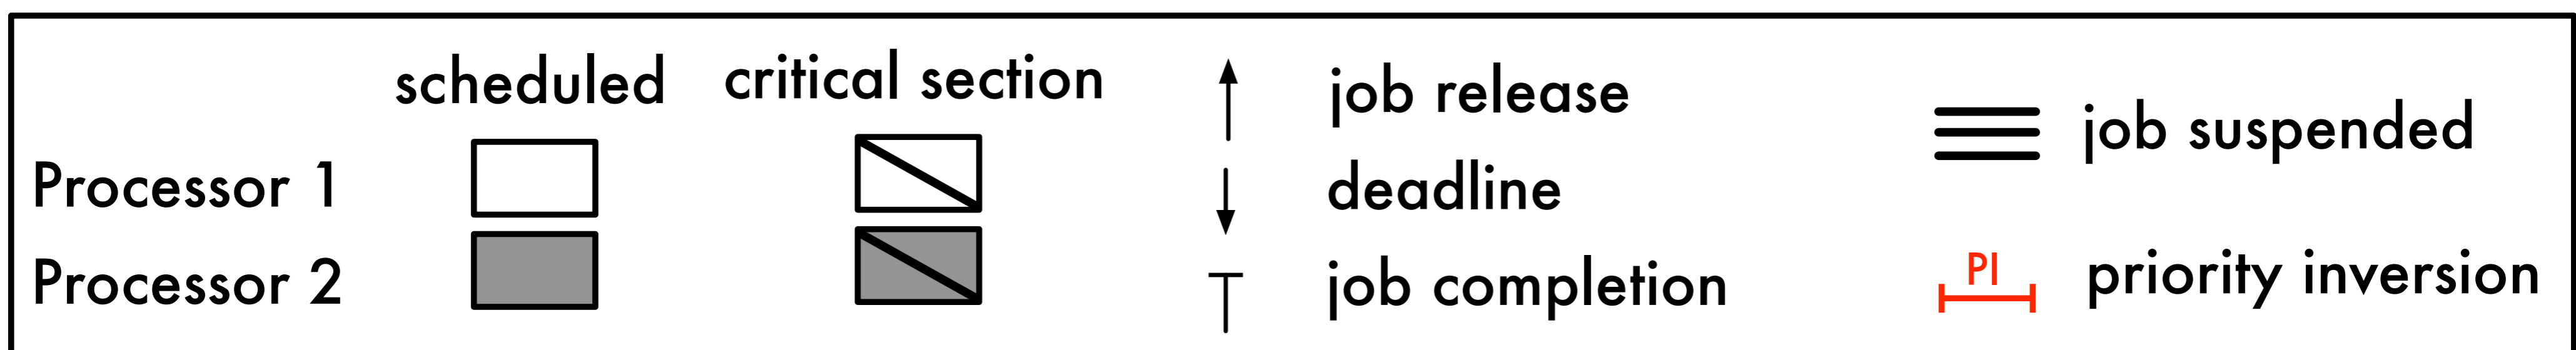 scheduled critical section
job release
job suspended
Processor 1
deadline
Processor 2
PI
priority inversion
job completion